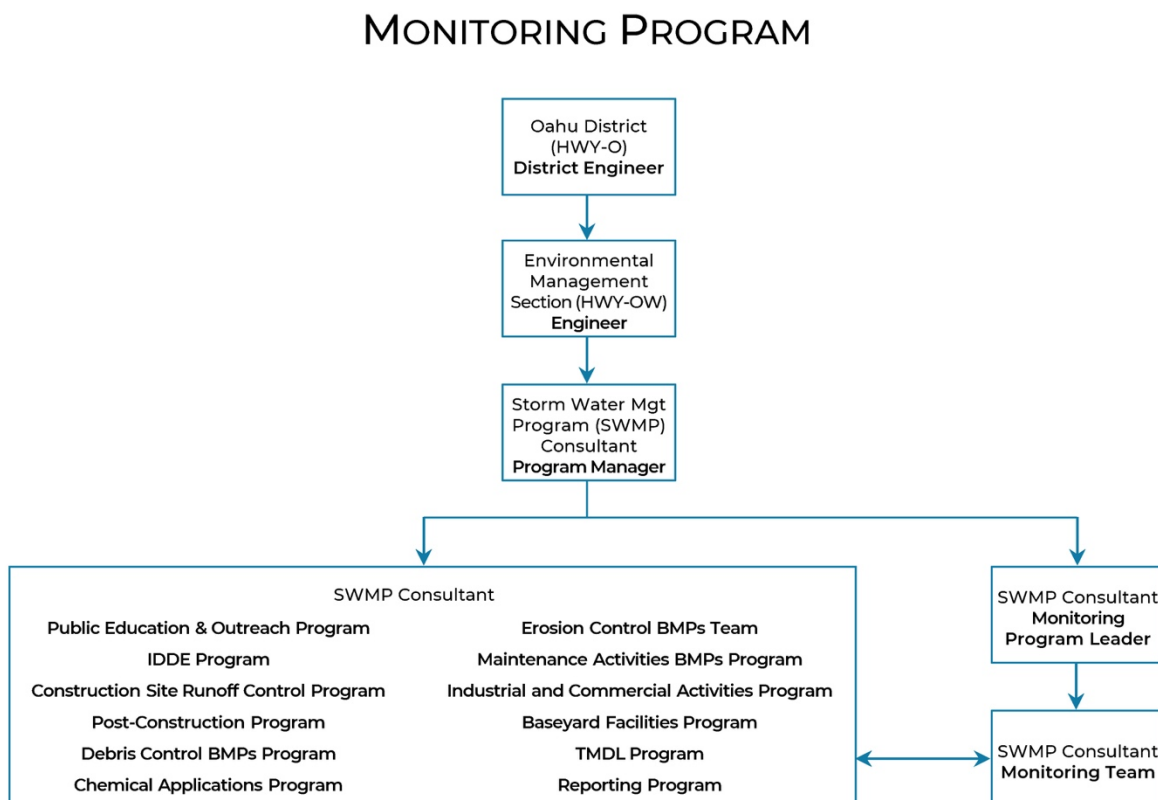 MONITORING PROGRAM
Oahu District
(HWY-O)
District Engineer
Environmental
Management
Section (HWY-OW)
Engineer
Storm Water Mgt
Program (SWMP)
Consultant
Program Manager
SWMP Consultant
Public Education & Outreach Program
IDDE Program
Construction Site Runoff Control Program
Post-Construction Program
Debris Control BMPs Program
Chemical Applications Program
Erosion Control BMPs Team
Maintenance Activities BMPs Program
Industrial and Commercial Activities Program
Baseyard Facilities Program
TMDL Program
Reporting Program
SWMP Consultant
Monitoring
Program Leader
SWMP Consultant
Monitoring Team